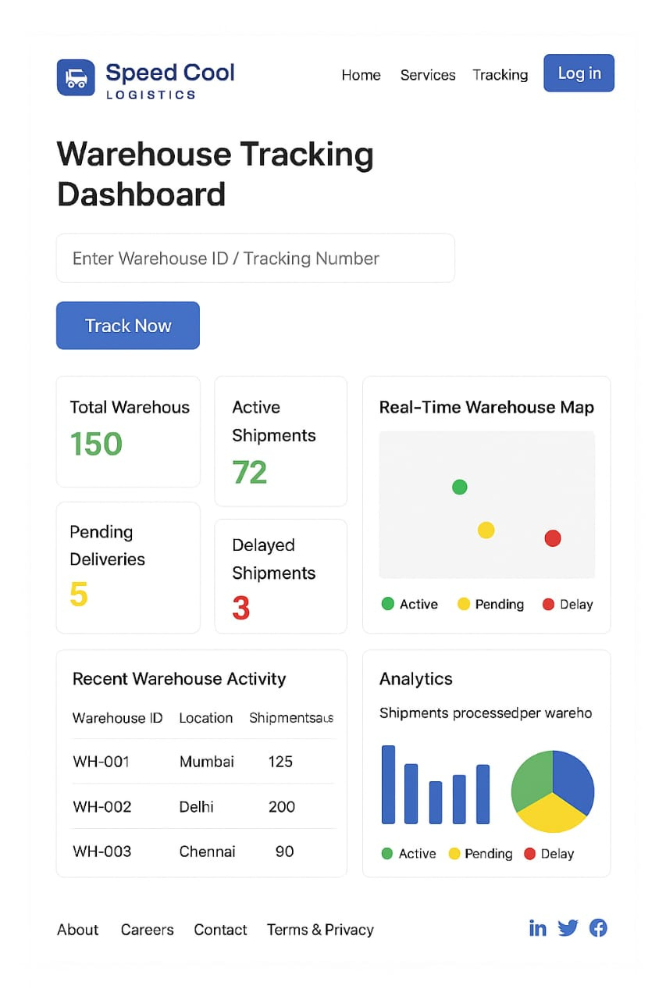 Speed Cool
LOGISTICS
Home Services Tracking Log in
Warehouse Tracking
Dashboard
Enter Warehouse ID / Tracking Number
Track Now
Total Warehous
150
Active
Shipments
72
Pending
Deliveries
5
Delayed
Shipments
3
Real-Time Warehouse Map
Active Pending Delay
Recent Warehouse Activity
Warehouse ID Location Shipmentsaus
WH-001 Mumbai 125
WH-002 Delhi 200
WH-003 Chennai 90
Analytics
Shipments processedper wareho
Active Pending Delay
About Careers Contact Terms & Privacy
in